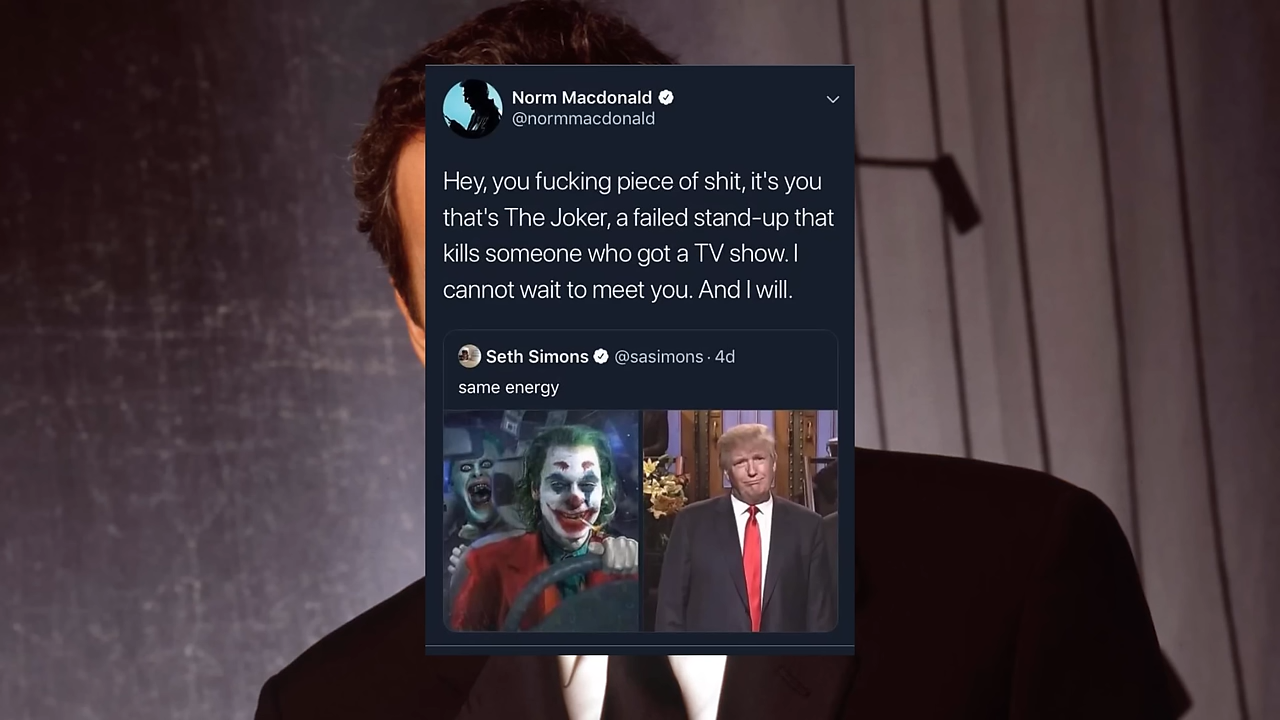 Norm Macdonald
@normmacdonald
Hey, you fucking piece of shit, it's you
that's The Joker, a failed stand-up that
kills someone who got a TV show. I
cannot wait to meet you. And I will.
Seth Simons @sasimons · 4d
same energy